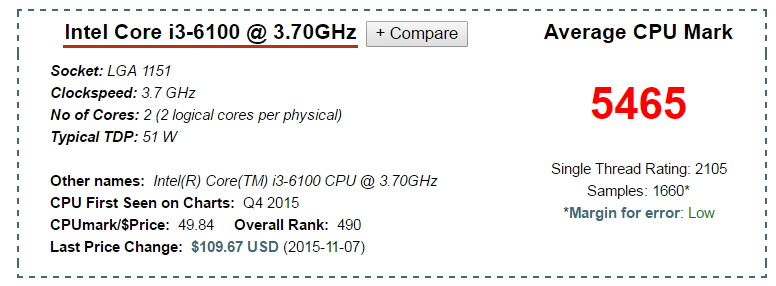 Intel Core i3-6100 @ 3.70GHz
+ Compare
Average CPU Mark
Socket: LGA 1151
Clockspeed: 3.7 GHz
No of Cores: 2 (2 logical cores per physical)
Typical TDP: 51 W
5465
Other names: Intel(R) Core(TM) i3-6100 CPU @ 3.70GHz
CPU First Seen on Charts: Q4 2015
CPUmark/$Price: 49.84 Overall Rank: 490
Last Price Change: $109.67 USD (2015-11-07)
Single Thread Rating: 2105
Samples: 1660*
*Margin for error: Low